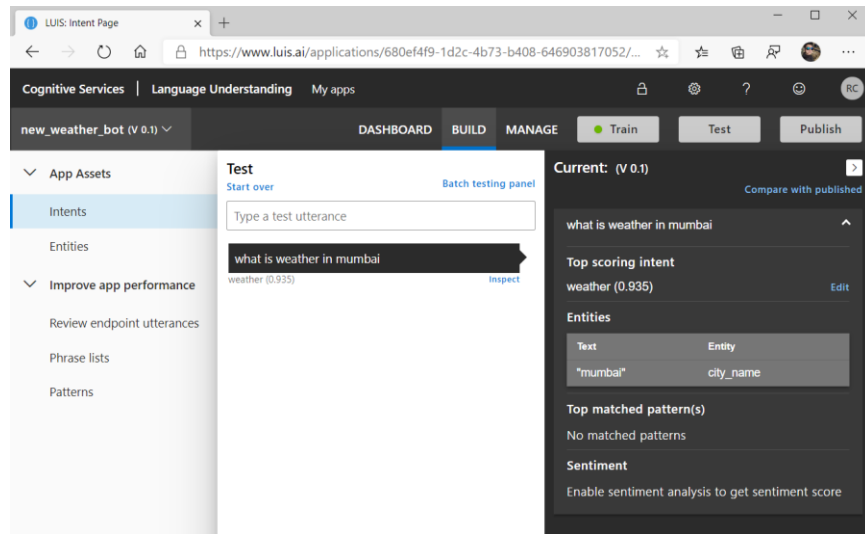 LUIS: Intent Page
https://www.luis.ai/applications/680ef4f9-1d2c-4b73-b408-646903817052/...
Cognitive Services | Language Understanding My apps
RC
new_weather_bot (V 0.1) DASHBOARD BUILD MANAGE Train Test Publish
App Assets
Intents
Entities
Improve app performance
Review endpoint utterances
Phrase lists
Patterns
Test
Start over Batch testing panel
Type a test utterance
what is weather in mumbai
weather (0.935) Inspect
Current: (V 0.1)
Compare with published
what is weather in mumbai
Top scoring intent
weather (0.935) Edit
Entities
Text Entity
"mumbai" city_name
Top matched pattern(s)
No matched patterns
Sentiment
Enable sentiment analysis to get sentiment score